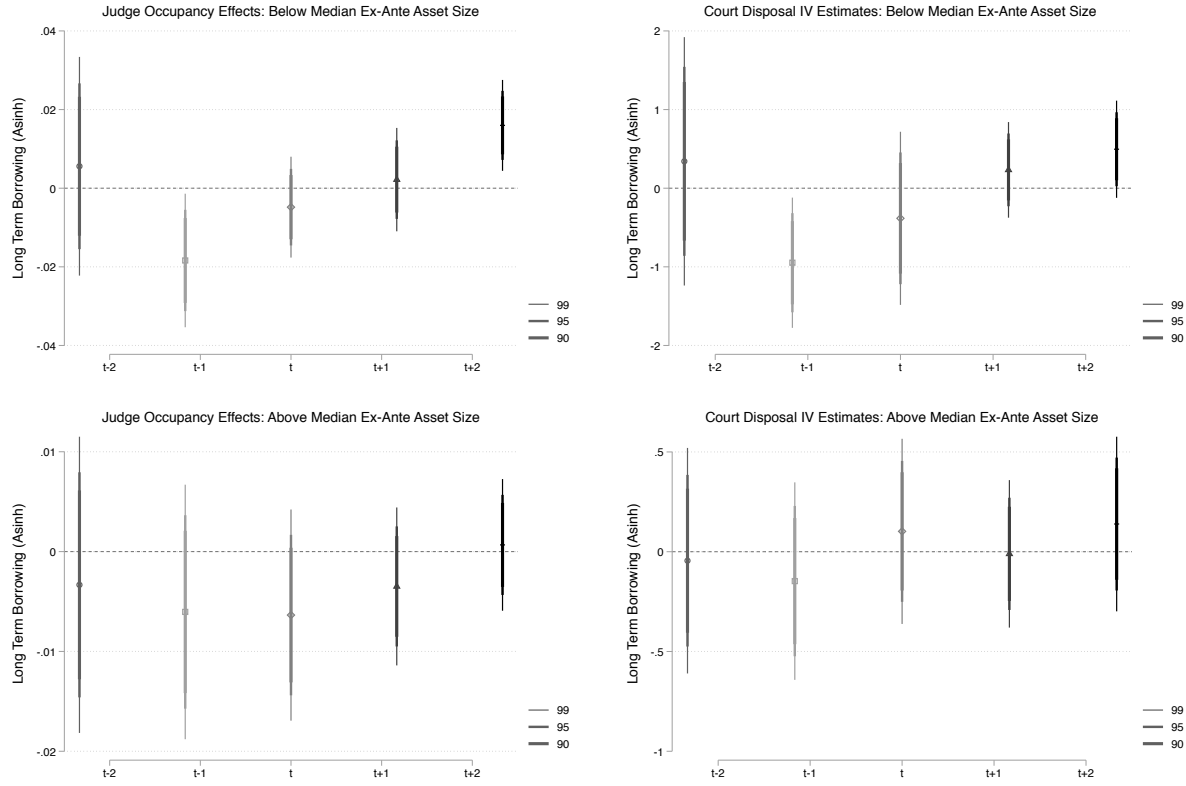 Judge Occupancy Effects: Below Median Ex-Ante Asset Size
Long Term Borrowing (Asinh)
.04
.02
0
-.02
-.04
t-2
t-1
t
t+1
t+2
99
95
90
Court Disposal IV Estimates: Below Median Ex-Ante Asset Size
Long Term Borrowing (Asinh)
2
1
0
-1
-2
t-2
t-1
t
t+1
t+2
99
95
90
Judge Occupancy Effects: Above Median Ex-Ante Asset Size
Long Term Borrowing (Asinh)
.01
0
-.01
-.02
t-2
t-1
t
t+1
t+2
99
95
90
Court Disposal IV Estimates: Above Median Ex-Ante Asset Size
Long Term Borrowing (Asinh)
.5
0
-.5
-1
t-2
t-1
t
t+1
t+2
99
95
90